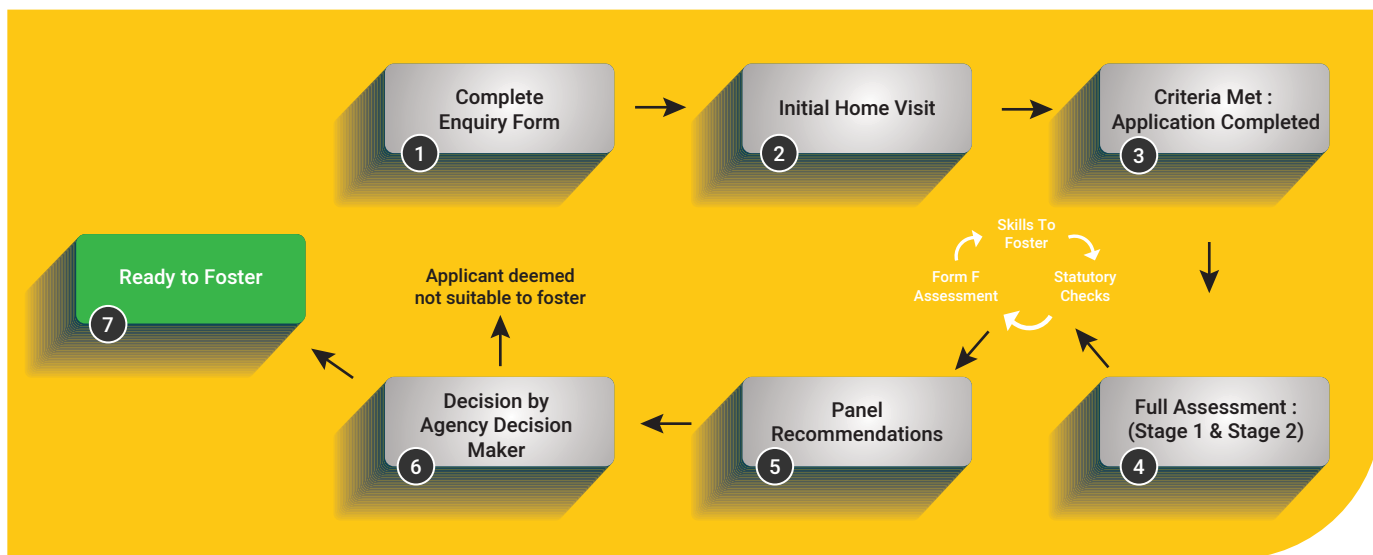 Complete
Enquiry Form
1
Initial Home Visit
2
Criteria Met :
Application Completed
3
Skills To
Foster
Statutory
Checks
Form F
Assessment
Full Assessment :
(Stage 1 & Stage 2)
4
Panel
Recommendations
5
Decision by
Agency Decision
Maker
6
Applicant deemed
not suitable to foster
Ready to Foster
7